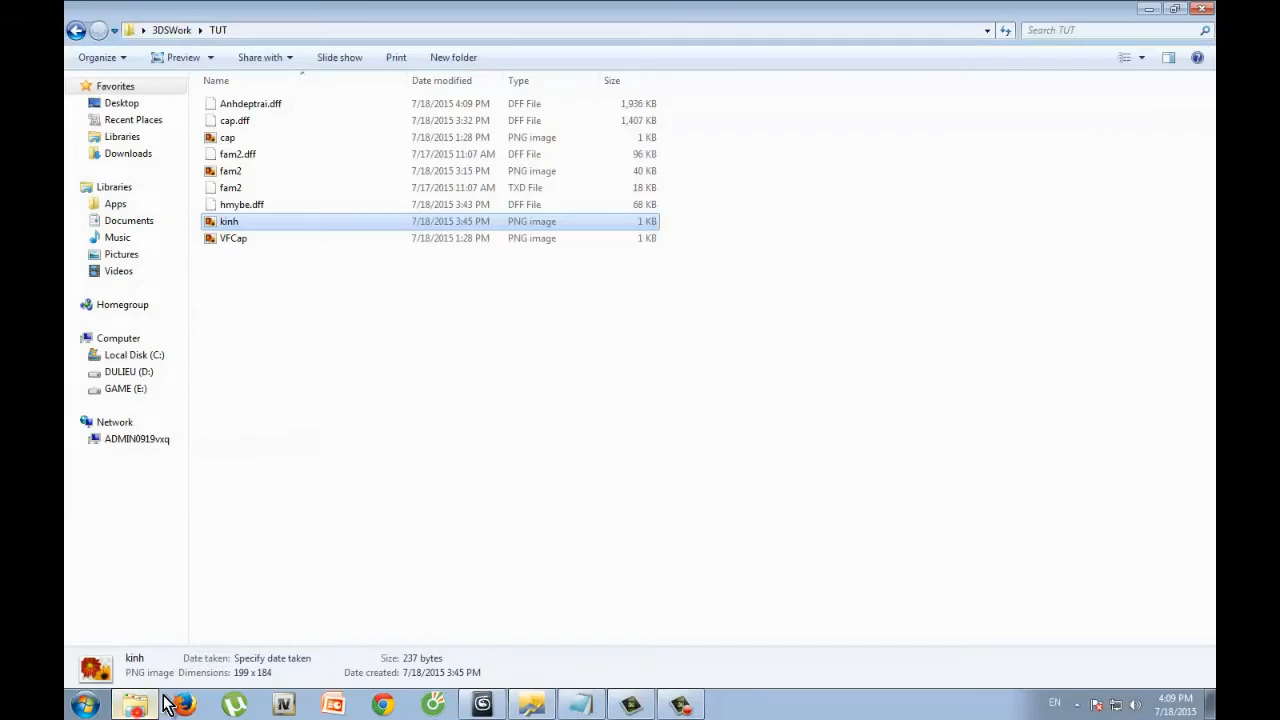 3DSWork TUT
Search TUT
Organize Preview Share with Slide show Print New folder
Name Date modified Type Size
Favorites
Desktop
Recent Places
Libraries
Downloads
Libraries
Apps
Documents
Music
Pictures
Videos
Homegroup
Computer
Local Disk (C:)
DULIEU (D:)
GAME (E:)
Network
ADMIN0919vxq
Anhdeptrai.dff 7/18/2015 4:09 PM DFF File 1,936 KB
cap.dff 7/18/2015 3:32 PM DFF File 1,407 KB
cap 7/18/2015 1:28 PM PNG image 1 KB
fam2.dff 7/17/2015 11:07 AM DFF File 96 KB
fam2 7/18/2015 3:15 PM PNG image 40 KB
fam2 7/17/2015 11:07 AM TXD File 18 KB
hmybe.dff 7/18/2015 3:43 PM DFF File 68 KB
kinh 7/18/2015 3:45 PM PNG image 1 KB
VFCap 7/18/2015 1:28 PM PNG image 1 KB
kinh Date taken: Specify date taken Size: 237 bytes
PNG image Dimensions: 199 x 184 Date created: 7/18/2015 3:45 PM
EN 4:09 PM
7/18/2015